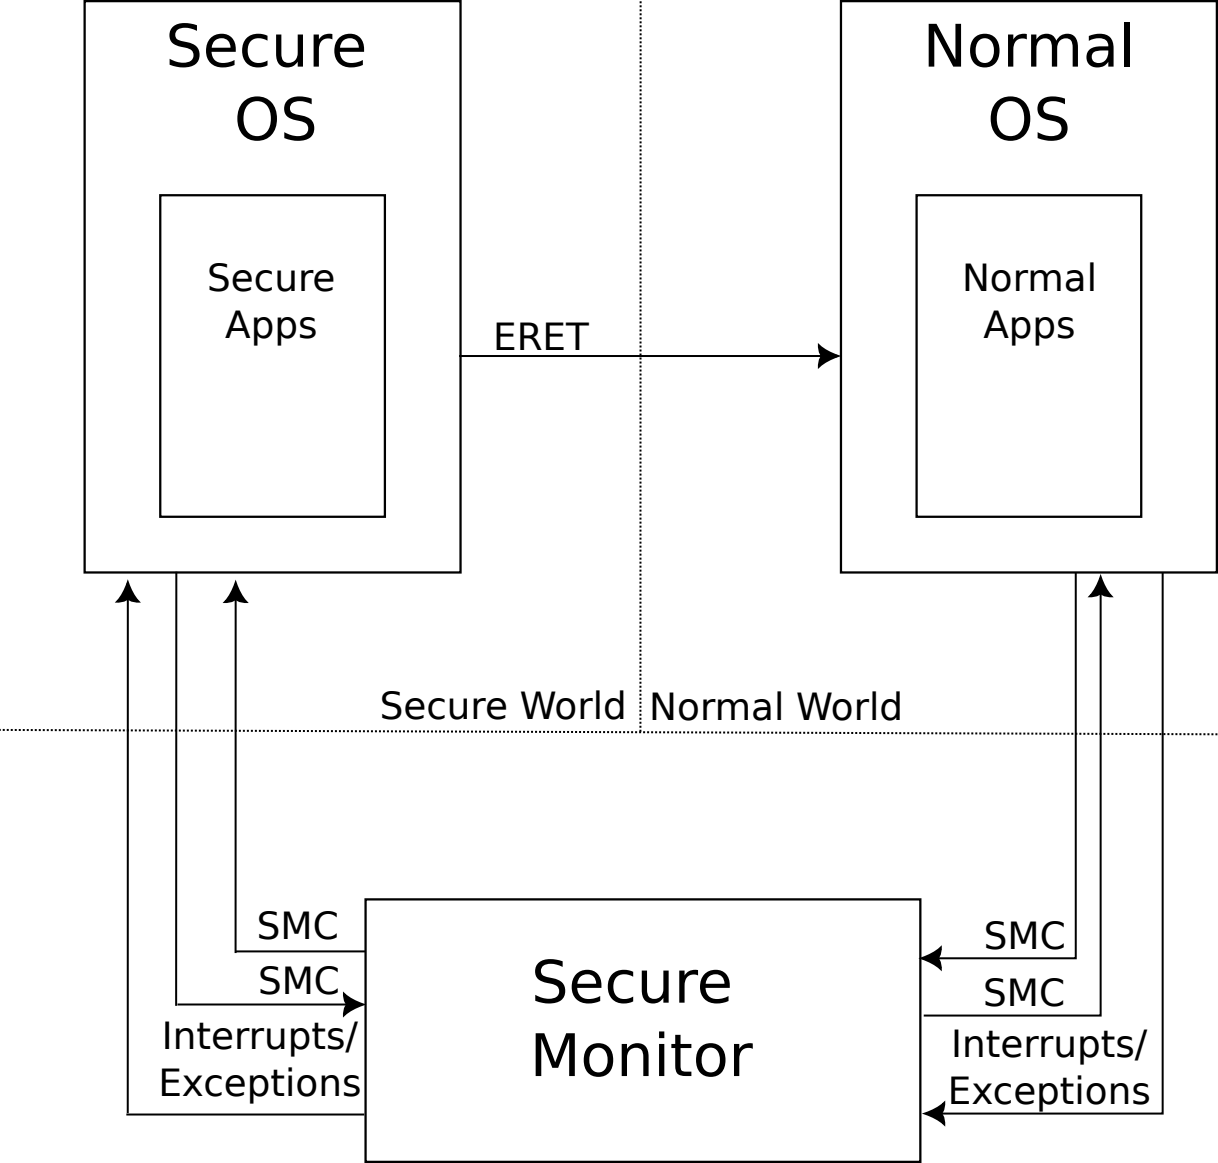 Secure
OS
Normal
OS
Secure
Apps
Normal
Apps
ERET
Secure World
Normal World
SMC
SMC
Interrupts/
Exceptions
Secure
Monitor
SMC
SMC
Interrupts/
Exceptions